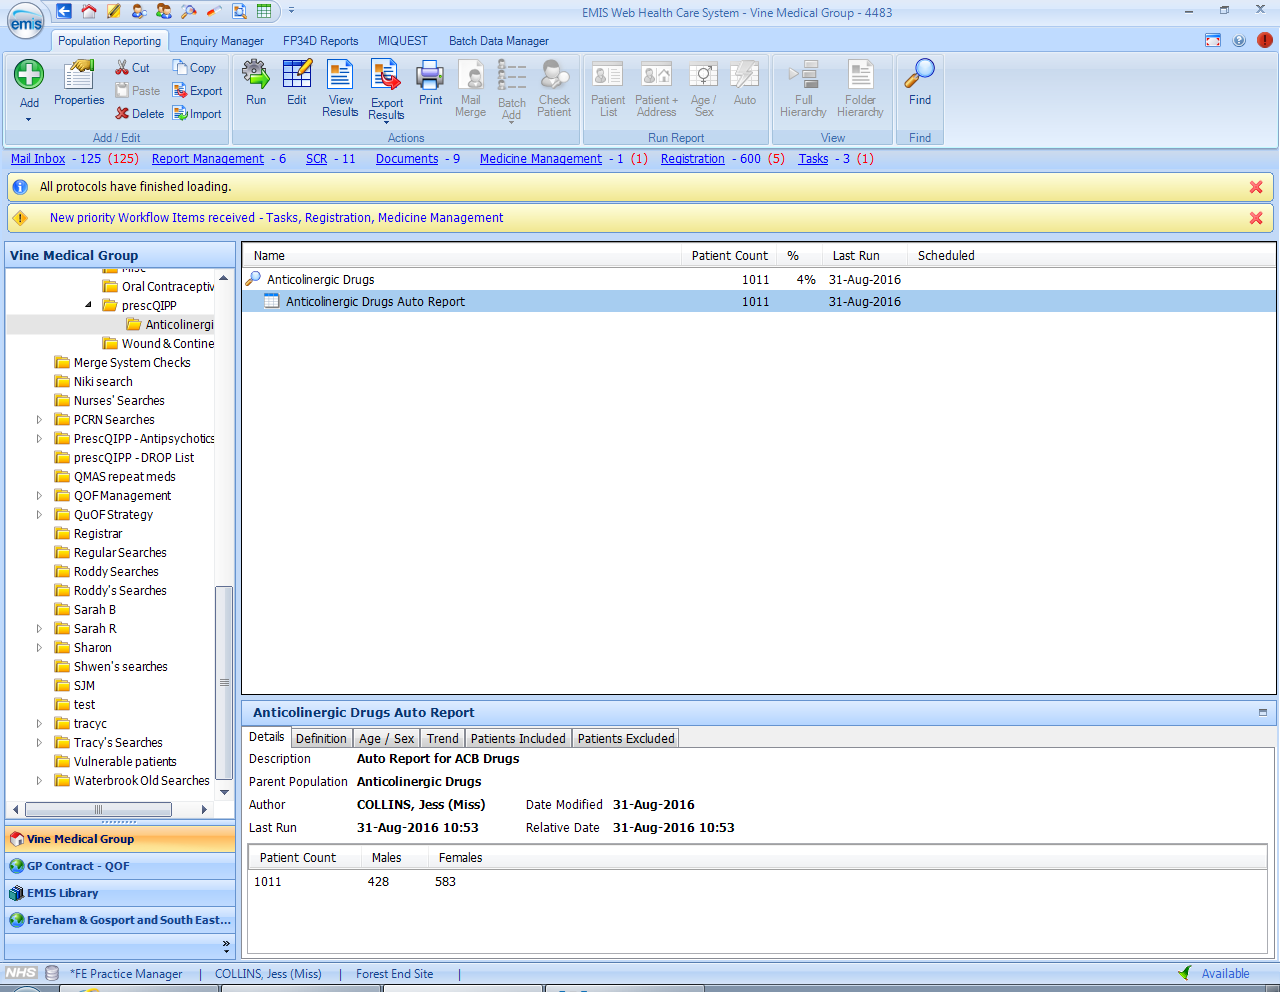 EMIS Web Health Care System - Vine Medical Group - 4483
emis
Population Reporting
Enquiry Manager
FP34D Reports
MIQUEST
Batch Data Manager
Add
Properties
Cut
Paste
Delete
Copy
Export
Import
Add / Edit
Run
Edit
View Results
Export Results
Print
Mail Merge
Batch Add
Check Patient
Actions
Patient List
Patient + Address
Age / Sex
Auto
Run Report
Full Hierarchy
Folder Hierarchy
View
Find
Find
Mail Inbox - 125 (125) Report Management - 6 SCR - 11 Documents - 9 Medicine Management - 1 (1) Registration - 600 (5) Tasks - 3 (1)
All protocols have finished loading.
New priority Workflow Items received - Tasks, Registration, Medicine Management
Vine Medical Group
Misc
Oral Contraceptiv
prescQIPP
Anticolinergi
Wound & Contine
Merge System Checks
Niki search
Nurses' Searches
PCRN Searches
PrescQIPP - Antipsychotics
prescQIPP - DROP List
QMAS repeat meds
QOF Management
QuOF Strategy
Registrar
Regular Searches
Roddy Searches
Roddy's Searches
Sarah B
Sarah R
Sharon
Shwen's searches
SJM
test
tracyc
Tracy's Searches
Vulnerable patients
Waterbrook Old Searches
Vine Medical Group
GP Contract - QOF
EMIS Library
Fareham & Gosport and South East...
Name Patient Count % Last Run Scheduled
Anticolinergic Drugs 1011 4% 31-Aug-2016
Anticolinergic Drugs Auto Report 1011 31-Aug-2016
Anticolinergic Drugs Auto Report
Details Definition Age / Sex Trend Patients Included Patients Excluded
Description Auto Report for ACB Drugs
Parent Population Anticolinergic Drugs
Author COLLINS, Jess (Miss) Date Modified 31-Aug-2016
Last Run 31-Aug-2016 10:53 Relative Date 31-Aug-2016 10:53
Patient Count Males Females
1011 428 583
NHS *FE Practice Manager | COLLINS, Jess (Miss) | Forest End Site | Available